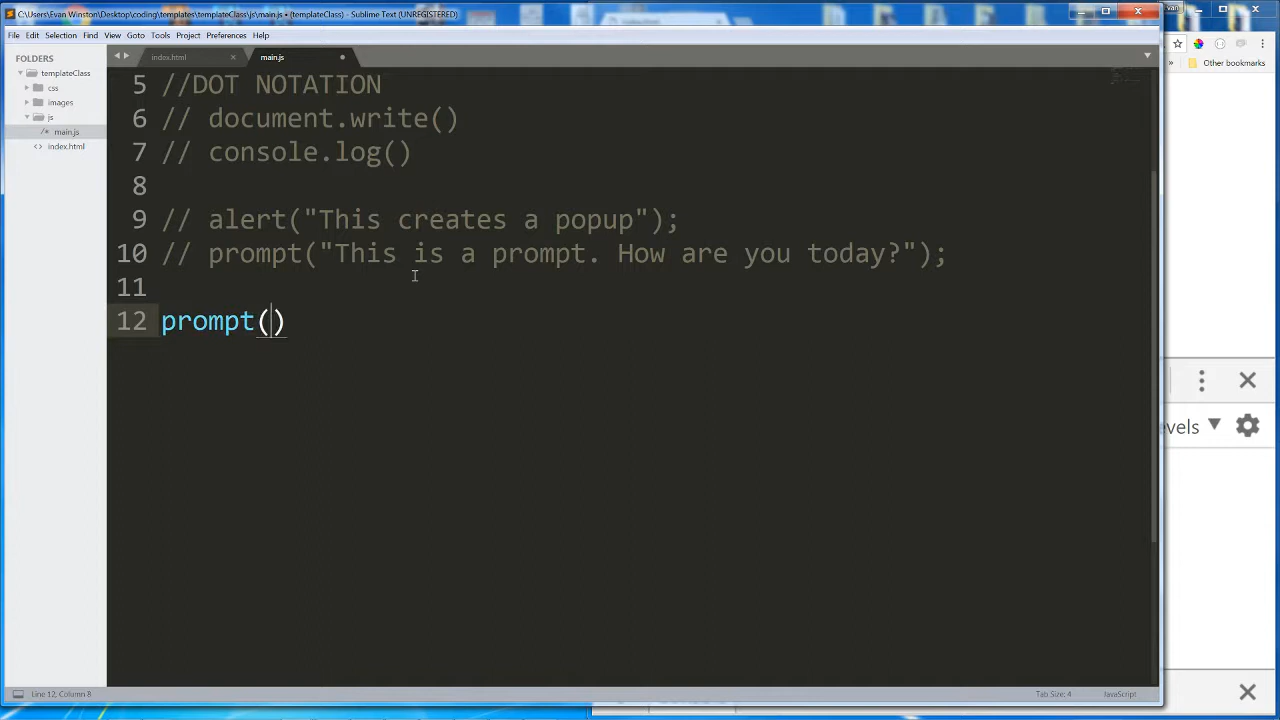 C:\Users\Evan Winston\Desktop\coding\templates\templateClass\js\main.js • (templateClass) - Sublime Text (UNREGISTERED)
File Edit Selection Find View Goto Tools Project Preferences Help
FOLDERS
templateClass
css
images
js
main.js
index.html
index.html
main.js
5 //DOT NOTATION
6 // document.write()
7 // console.log()
8
9 // alert("This creates a popup");
10 // prompt("This is a prompt. How are you today?");
11
12 prompt()
Line 12, Column 8
Tab Size: 4
JavaScript
» Other bookmarks
evels